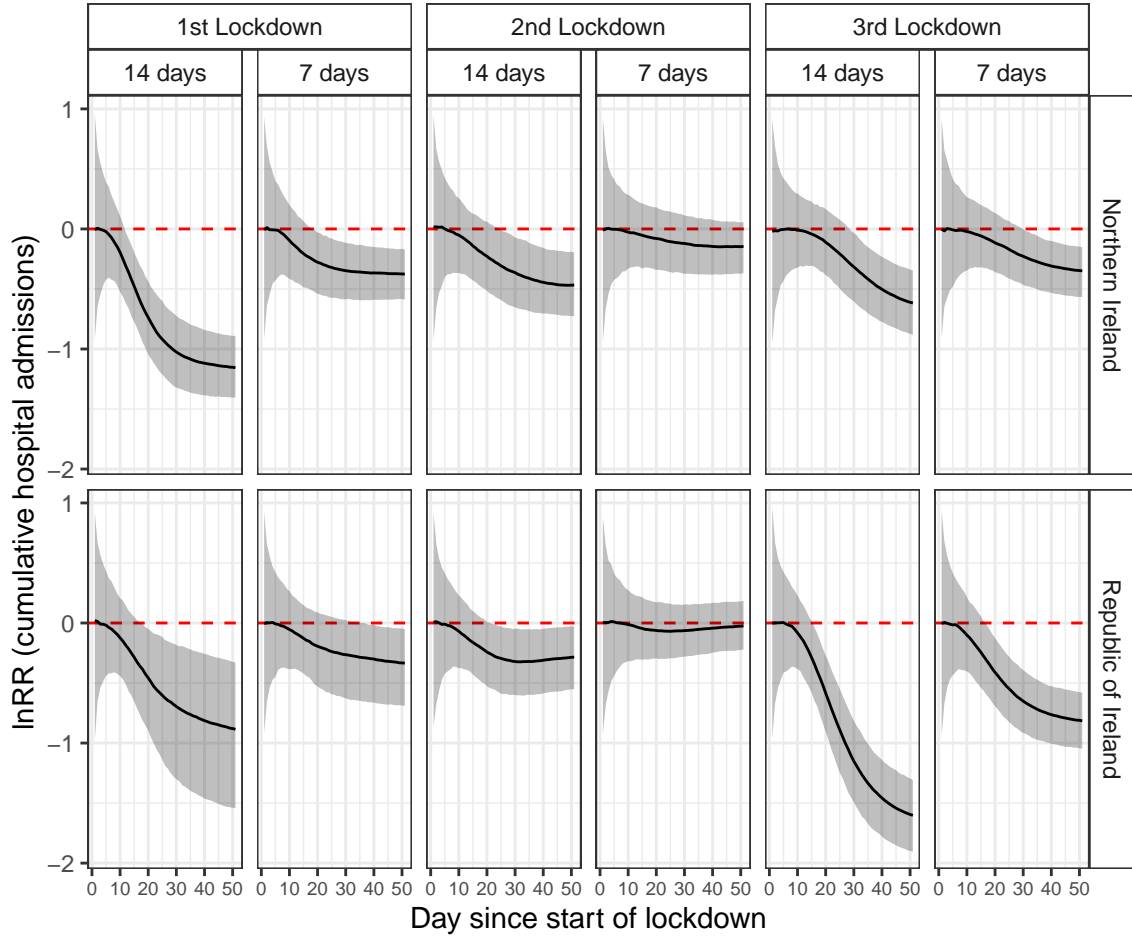 1st Lockdown 2nd Lockdown 3rd Lockdown
14 days 7 days 14 days 7 days 14 days 7 days
lnRR (cumulative hospital admissions)
1
0
−1
−2
Northern Ireland
1
0
−1
−2
Republic of Ireland
0 10 20 30 40 50 0 10 20 30 40 50 0 10 20 30 40 50 0 10 20 30 40 50 0 10 20 30 40 50 0 10 20 30 40 50
Day since start of lockdown